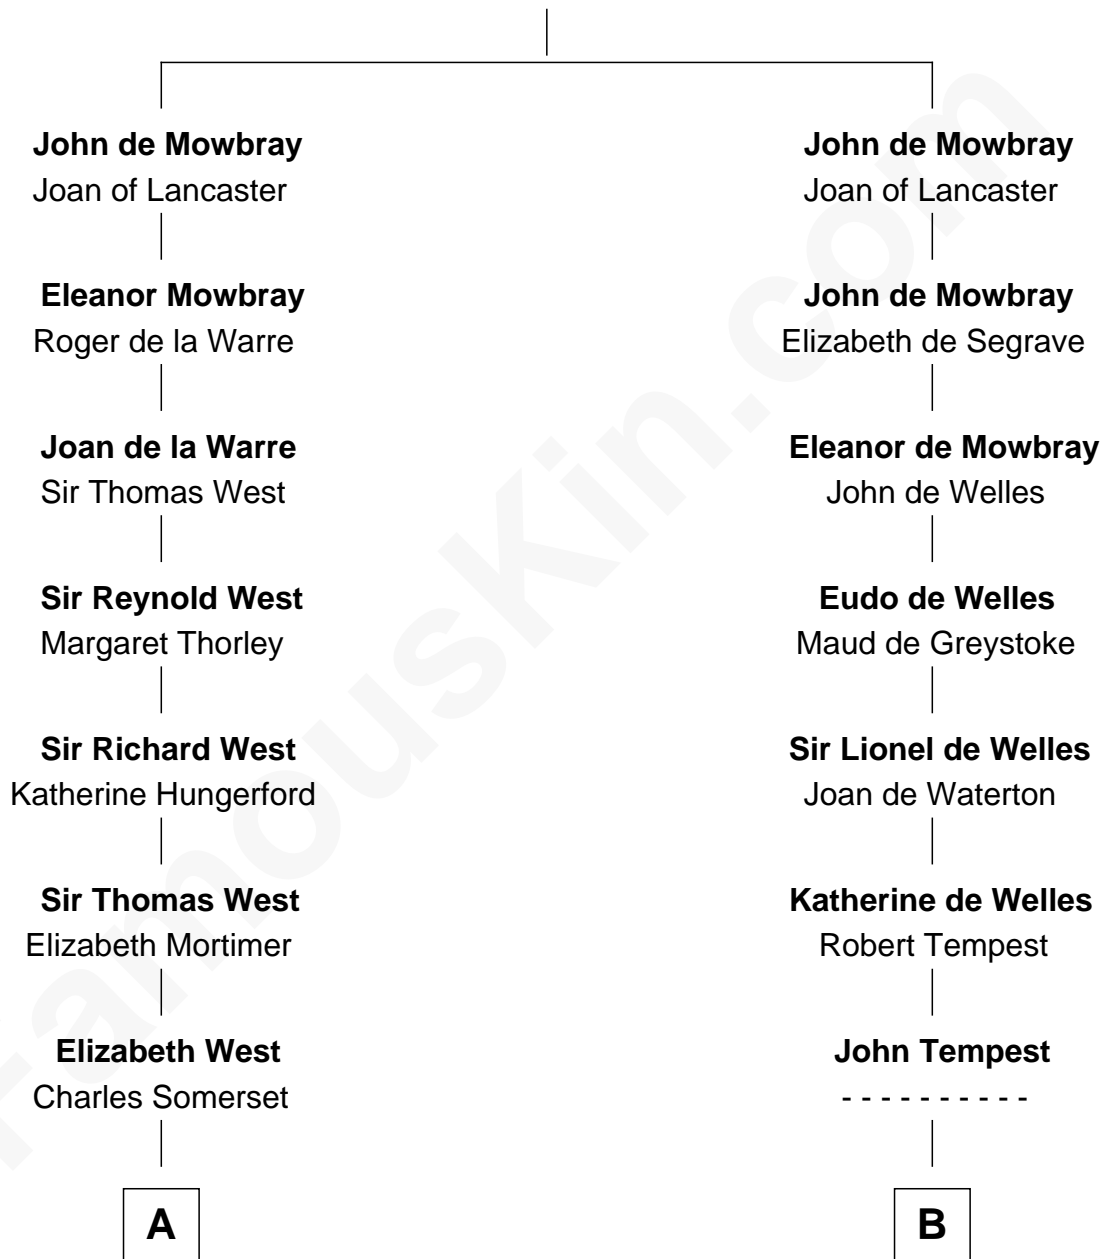 John de Mowbray
Joan of Lancaster
Eleanor Mowbray
Roger de la Warre
Joan de la Warre
Sir Thomas West
Sir Reynold West
Margaret Thorley
Sir Richard West
Katherine Hungerford
Sir Thomas West
Elizabeth Mortimer
Elizabeth West
Charles Somerset
A
John de Mowbray
Joan of Lancaster
John de Mowbray
Elizabeth de Segrave
Eleanor de Mowbray
John de Welles
Eudo de Welles
Maud de Greystoke
Sir Lionel de Welles
Joan de Waterton
Katherine de Welles
Robert Tempest
John Tempest
- - - - - - - - - -
B
FamousKin.com